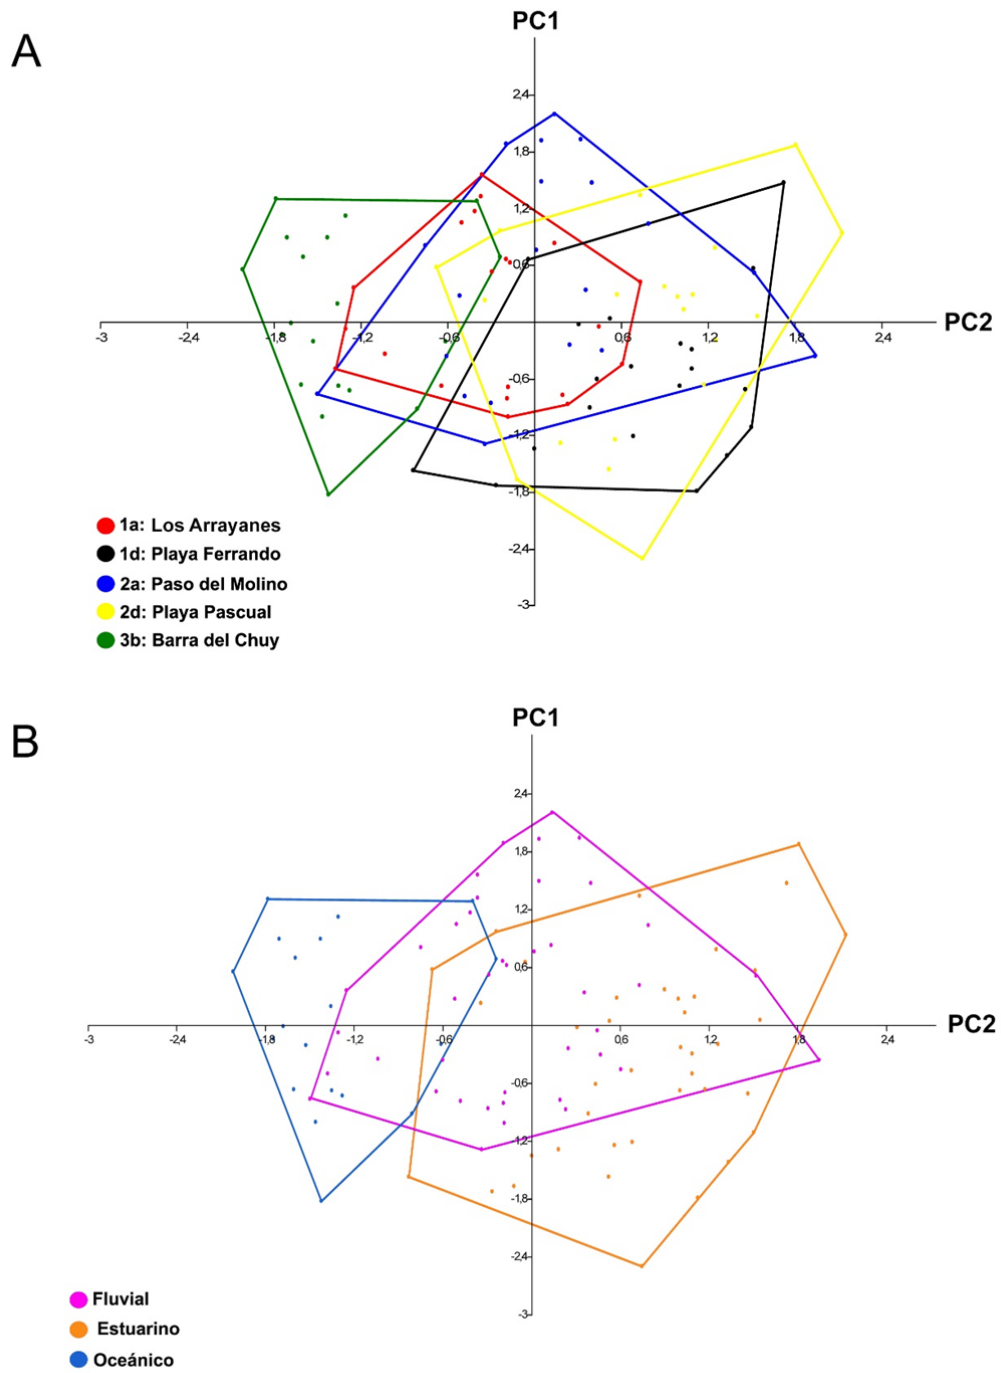 A
PC1
2,4
1,8
1,2
0,6
-3
-2,4
-1,8
-1,2
-0,6
0,6
1,2
1,8
2,4
PC2
-0,6
-1,2
-1,8
-2,4
-3
1a: Los Arrayanes
1d: Playa Ferrando
2a: Paso del Molino
2d: Playa Pascual
3b: Barra del Chuy
B
PC1
2,4
1,8
1,2
0,6
-3
-2,4
-1,8
-1,2
-0,6
0,6
1,2
1,8
2,4
PC2
-0,6
-1,2
-1,8
-2,4
-3
Fluvial
Estuarino
Oceánico